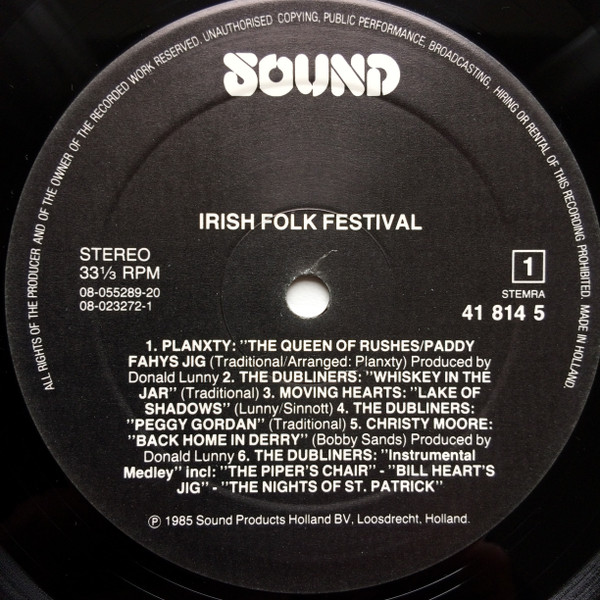 ALL RIGHTS OF THE PRODUCER AND OF THE OWNER OF THE RECORDED WORK RESERVED. UNAUTHORISED COPYING, PUBLIC PERFORMANCE, BROADCASTING, HIRING OR RENTAL OF THIS RECORDING PROHIBITED. MADE IN HOLLAND.
SOUND
IRISH FOLK FESTIVAL
STEREO
33⅓ RPM
08-055289-20
08-023272-1
1
STEMRA
41 814 5
1. PLANXTY: "THE QUEEN OF RUSHES/PADDY
FAHYS JIG (Traditional/Arranged: Planxty) Produced by
Donald Lunny 2. THE DUBLINERS: "WHISKEY IN THE
JAR" (Traditional) 3. MOVING HEARTS: "LAKE OF
SHADOWS" (Lunny/Sinnott) 4. THE DUBLINERS:
"PEGGY GORDAN" (Traditional) 5. CHRISTY MOORE:
"BACK HOME IN DERRY" (Bobby Sands) Produced by
Donald Lunny 6. THE DUBLINERS: "Instrumental
Medley" incl: "THE PIPER'S CHAIR" - "BILL HEART'S
JIG" - "THE NIGHTS OF ST. PATRICK"
℗ 1985 Sound Products Holland BV, Loosdrecht, Holland.